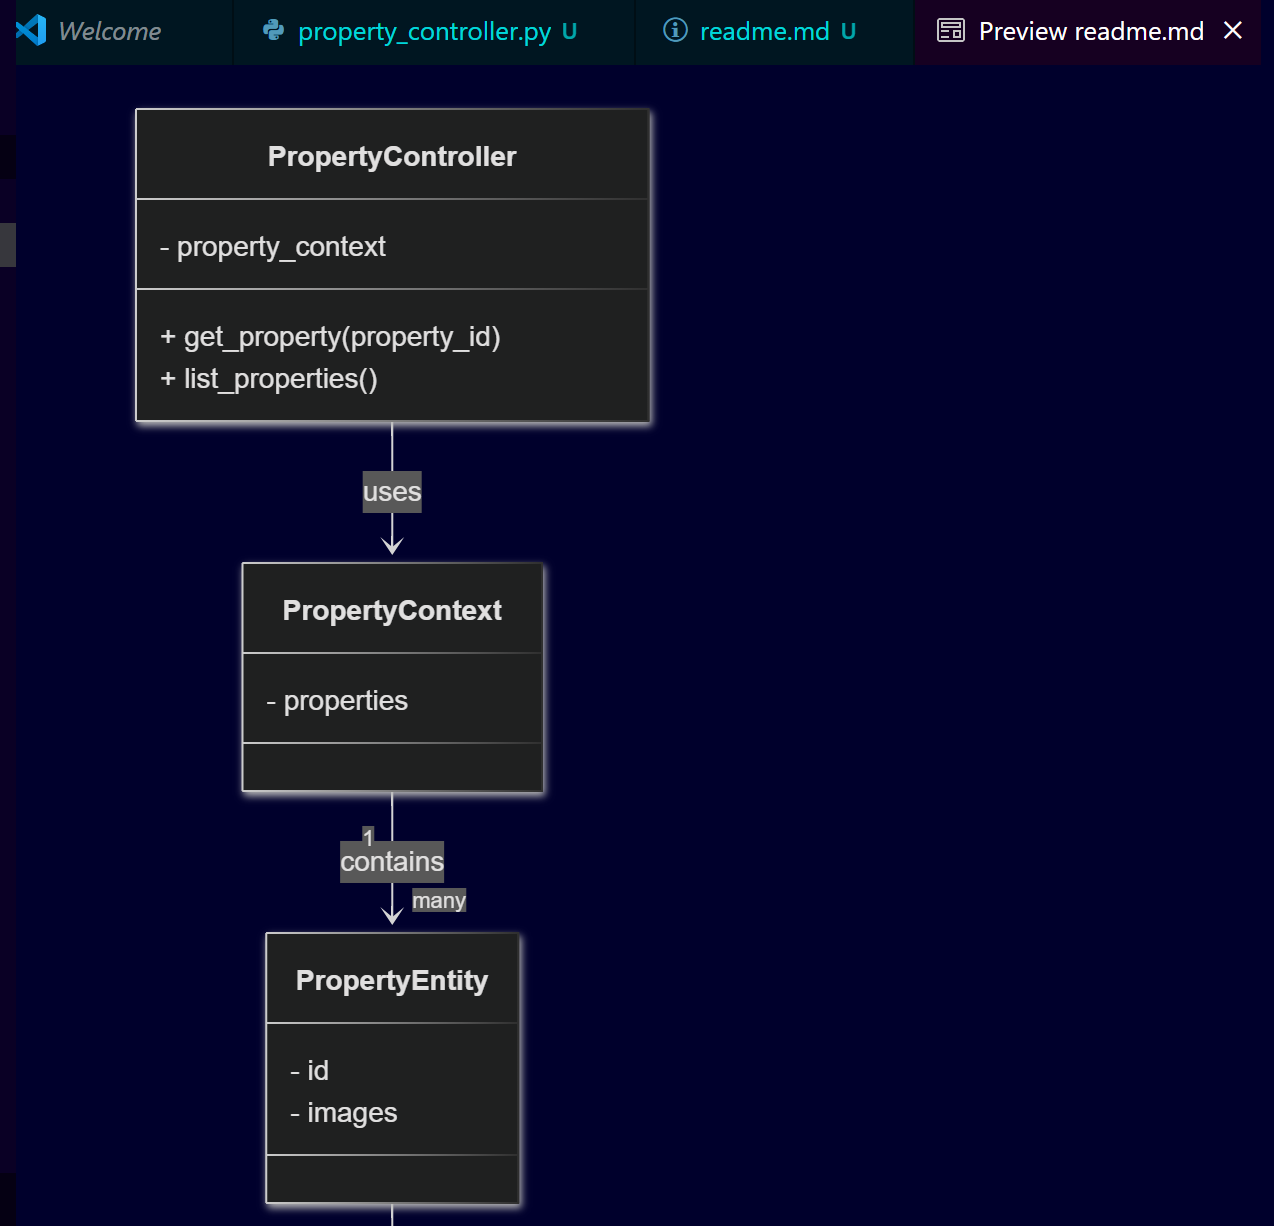 Welcome
property_controller.py U
readme.md U
Preview readme.md
PropertyController
- property_context
+ get_property(property_id)
+ list_properties()
uses
PropertyContext
- properties
1
contains
many
PropertyEntity
- id
- images